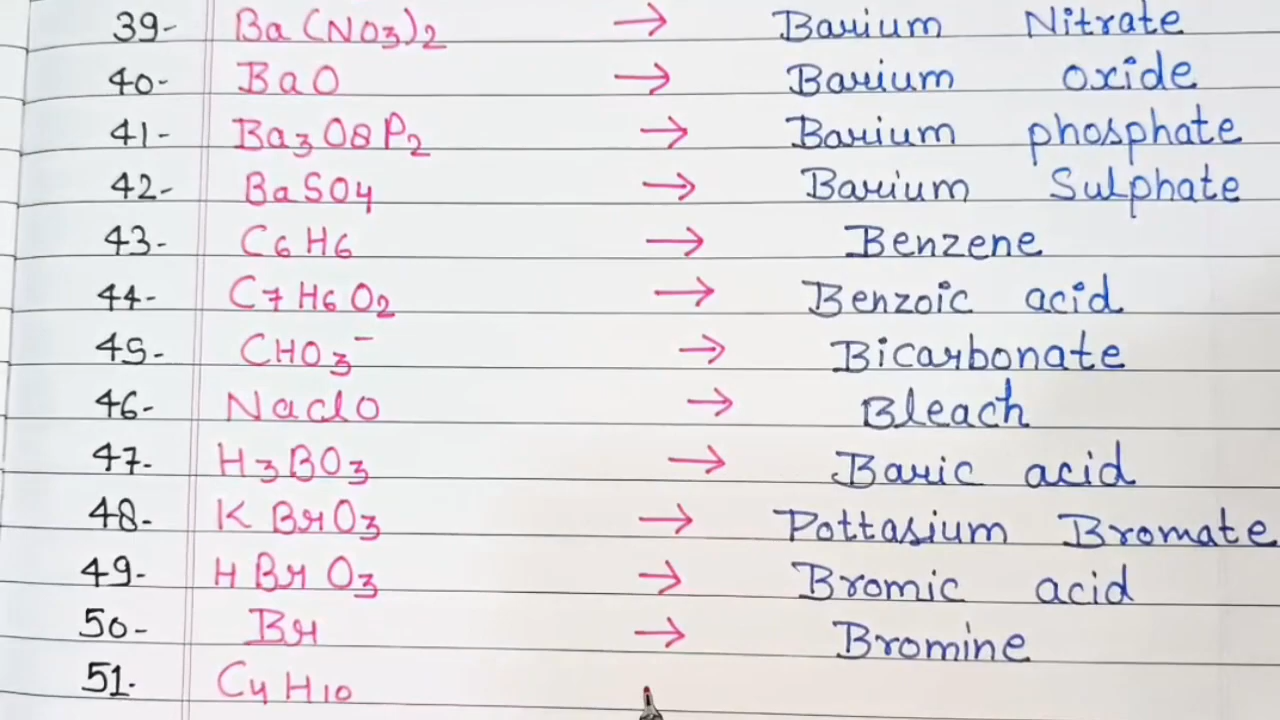 39- Ba(NO3)2 → Barium Nitrate
40- BaO → Barium oxide
41- Ba3O8P2 → Barium phosphate
42- BaSO4 → Barium Sulphate
43- C6H6 → Benzene
44- C7H6O2 → Benzoic acid
45- CHO3⁻ → Bicarbonate
46- NaClO → Bleach
47- H3BO3 → Baric acid
48- KBrO3 → Pottasium Bromate
49- HBrO3 → Bromic acid
50- Br → Bromine
51- C4H10